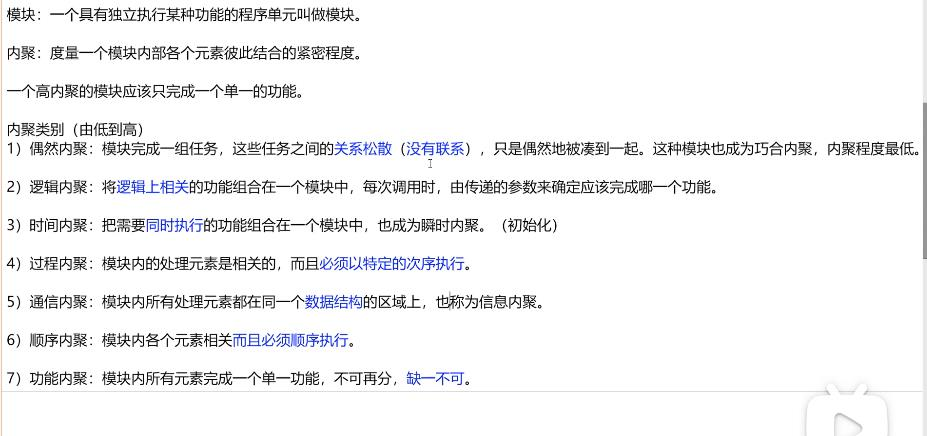 模块：一个具有独立执行某种功能的程序单元叫做模块。
内聚：度量一个模块内部各个元素彼此结合的紧密程度。
一个高内聚的模块应该只完成一个单一的功能。
内聚类别（由低到高）
1）偶然内聚：模块完成一组任务，这些任务之间的关系松散（没有联系），只是偶然地被凑到一起。这种模块也成为巧合内聚，内聚程度最低。
2）逻辑内聚：将逻辑上相关的功能组合在一个模块中，每次调用时，由传递的参数来确定应该完成哪一个功能。
3）时间内聚：把需要同时执行的功能组合在一个模块中，也成为瞬时内聚。（初始化）
4）过程内聚：模块内的处理元素是相关的，而且必须以特定的次序执行。
5）通信内聚：模块内所有处理元素都在同一个数据结构的区域上，也称为信息内聚。
6）顺序内聚：模块内各个元素相关而且必须顺序执行。
7）功能内聚：模块内所有元素完成一个单一功能，不可再分，缺一不可。